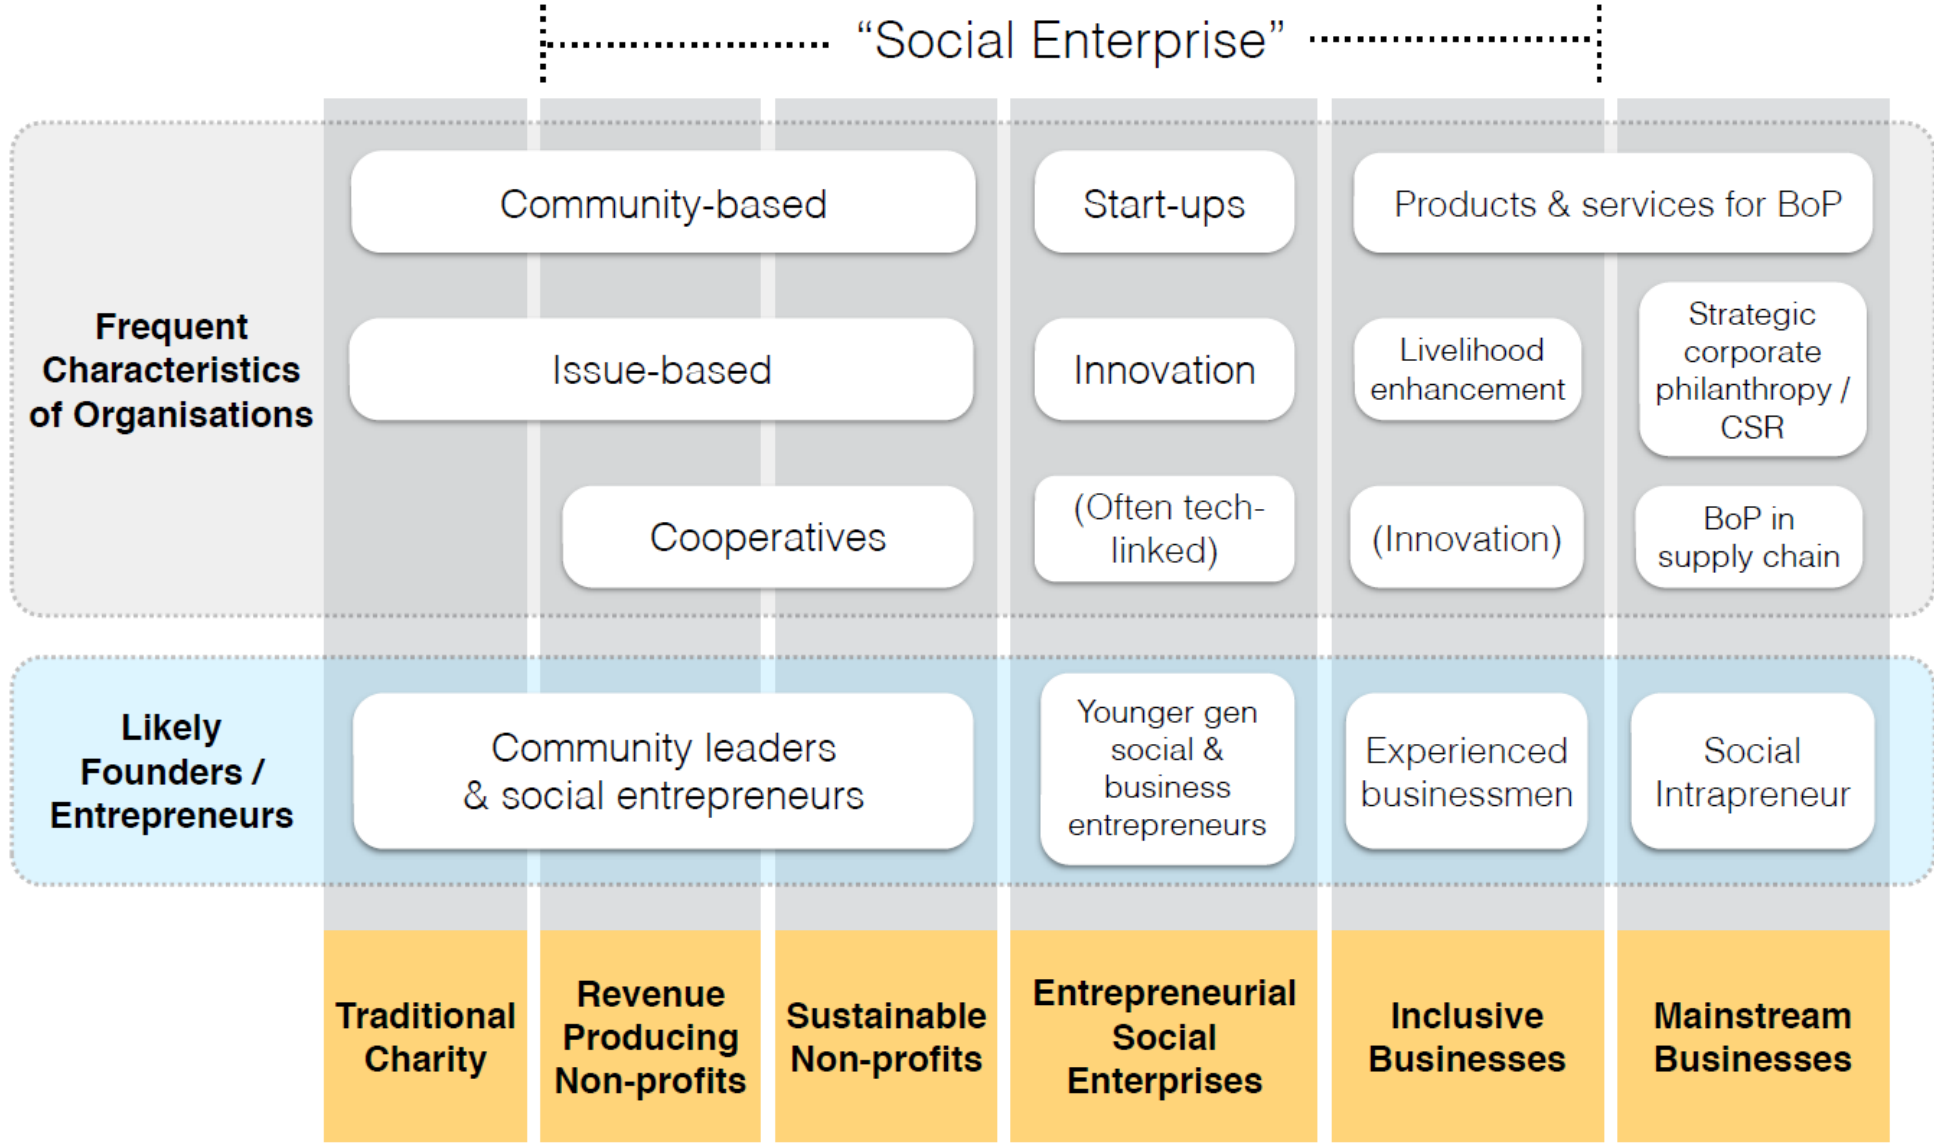 “Social Enterprise”
Frequent
Characteristics
of Organisations
Community-based
Start-ups
Products & services for BoP
Issue-based
Innovation
Livelihood
enhancement
Strategic
corporate
philanthropy /
CSR
Cooperatives
(Often tech-
linked)
(Innovation)
BoP in
supply chain
Likely
Founders /
Entrepreneurs
Community leaders
& social entrepreneurs
Younger gen
social &
business
entrepreneurs
Experienced
businessmen
Social
Intrapreneur
Traditional
Charity
Revenue
Producing
Non-profits
Sustainable
Non-profits
Entrepreneurial
Social
Enterprises
Inclusive
Businesses
Mainstream
Businesses